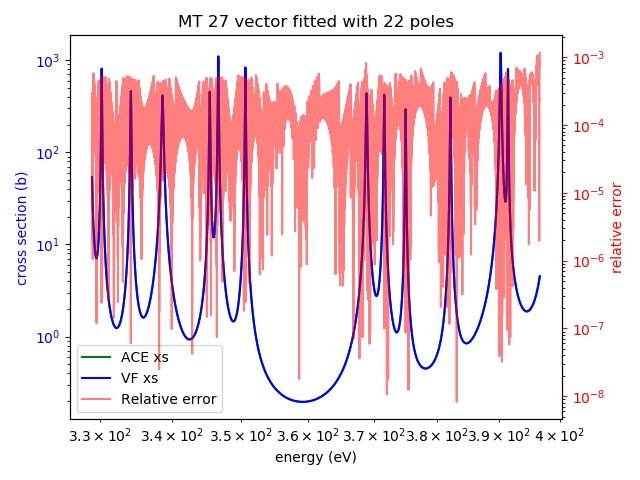 MT 27 vector fitted with 22 poles
cross section (b)
10³
10²
10¹
10⁰
10⁻³
10⁻⁴
10⁻⁵
10⁻⁶
10⁻⁷
10⁻⁸
relative error
ACE xs
VF xs
Relative error
3.3 × 10² 3.4 × 10² 3.5 × 10² 3.6 × 10² 3.7 × 10² 3.8 × 10² 3.9 × 10² 4 × 10²
energy (eV)